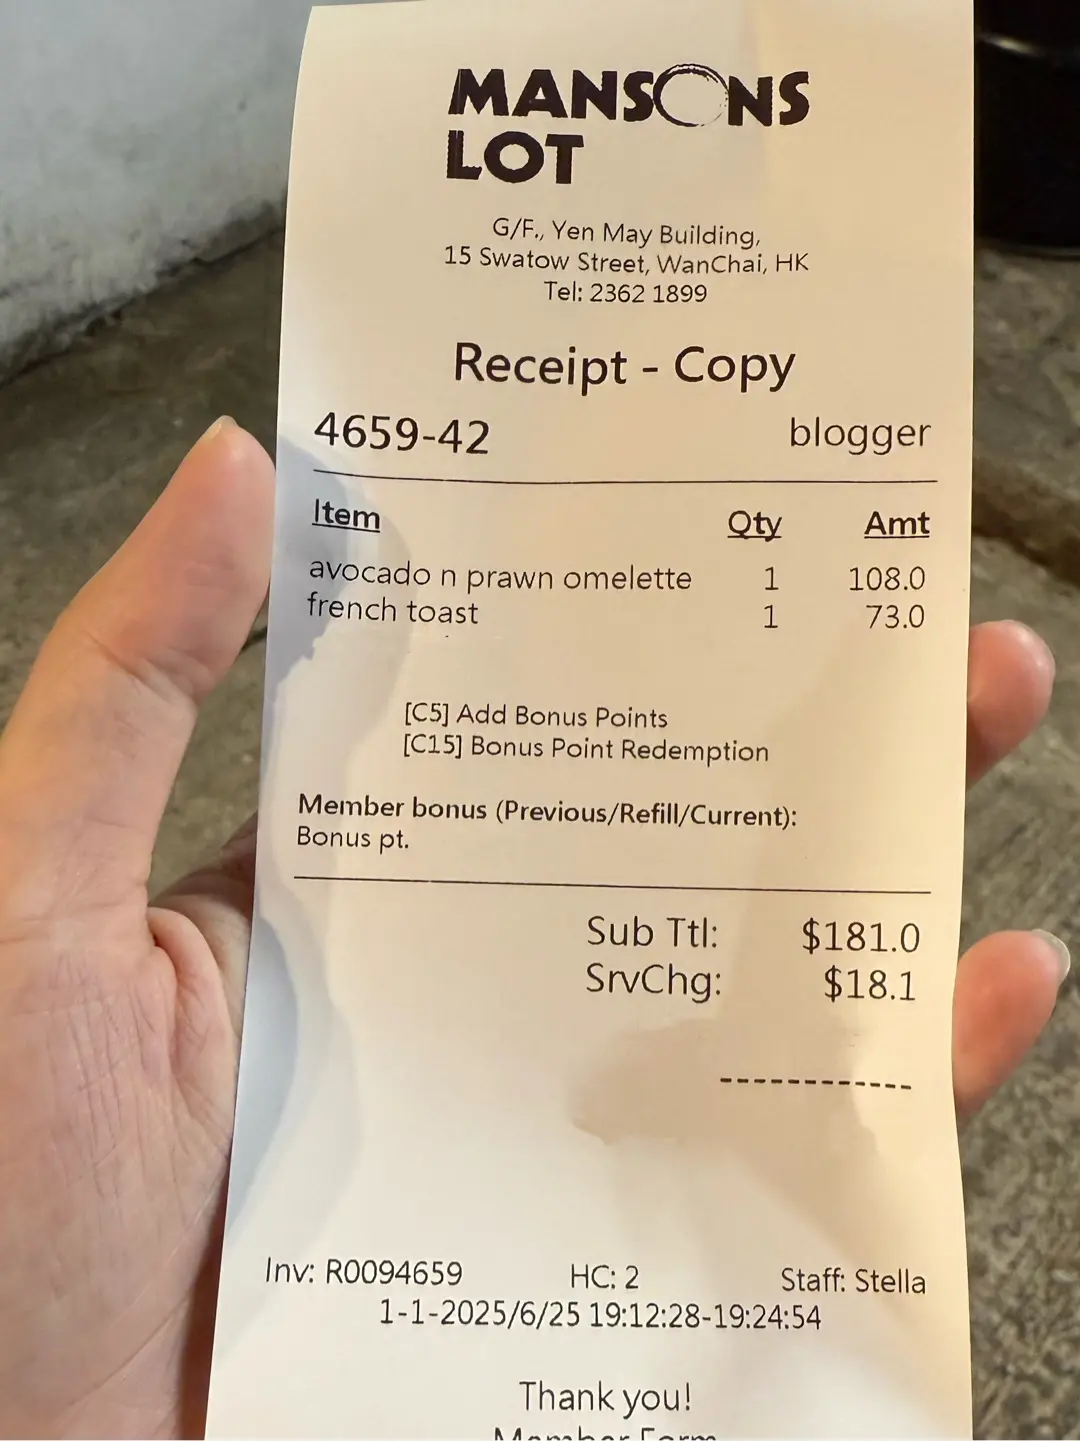 MANSONS
LOT
G/F., Yen May Building,
15 Swatow Street, WanChai, HK
Tel: 2362 1899
Receipt - Copy
4659-42 blogger
Item Qty Amt
avocado n prawn omelette 1 108.0
french toast 1 73.0
[C5] Add Bonus Points
[C15] Bonus Point Redemption
Member bonus (Previous/Refill/Current):
Bonus pt.
Sub Ttl: $181.0
SrvChg: $18.1
------------
Inv: R0094659 HC: 2 Staff: Stella
1-1-2025/6/25 19:12:28-19:24:54
Thank you!
Member Form